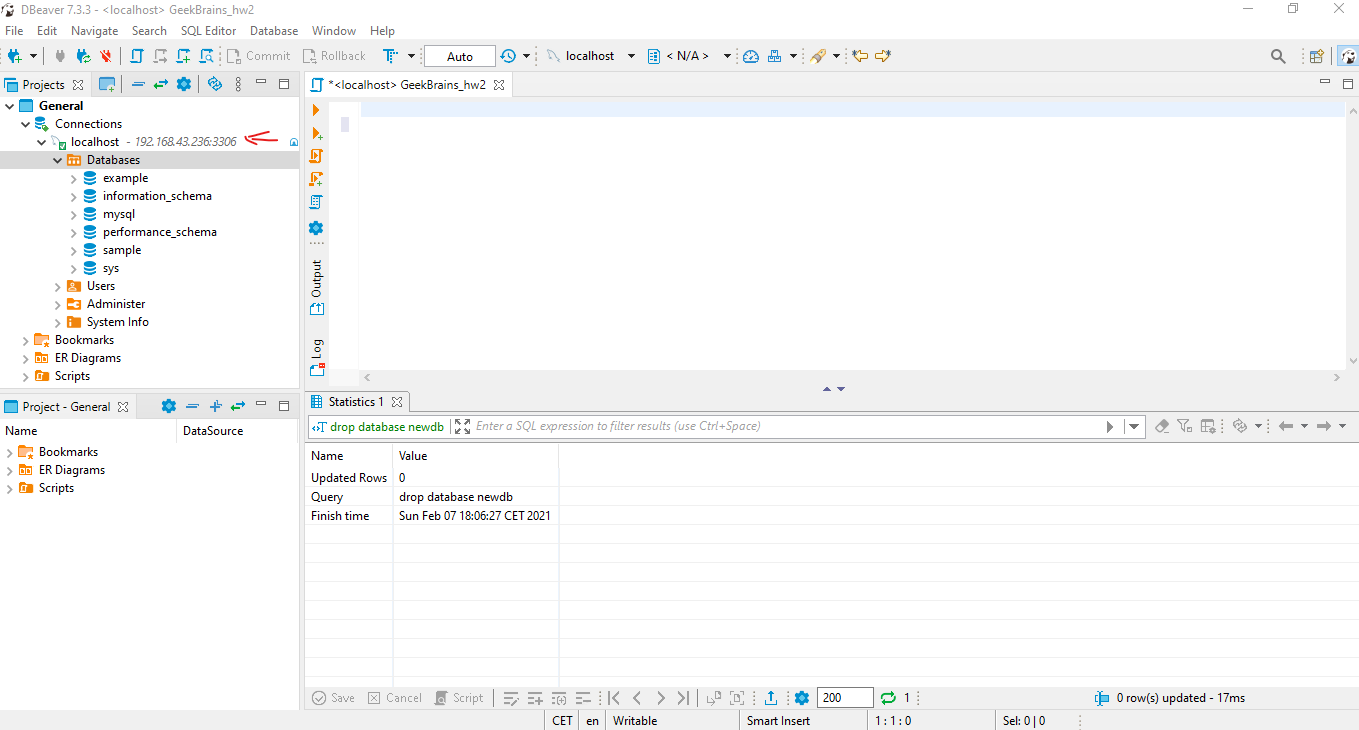 DBeaver 7.3.3 - <localhost> GeekBrains_hw2
File Edit Navigate Search SQL Editor Database Window Help
Commit Rollback Auto localhost < N/A >
Projects
General
Connections
localhost - 192.168.43.236:3306
Databases
example
information_schema
mysql
performance_schema
sample
sys
Users
Administer
System Info
Bookmarks
ER Diagrams
Scripts
Project - General
Name DataSource
Bookmarks
ER Diagrams
Scripts
*<localhost> GeekBrains_hw2
Output
Log
Statistics 1
drop database newdb Enter a SQL expression to filter results (use Ctrl+Space)
Name Value
Updated Rows 0
Query drop database newdb
Finish time Sun Feb 07 18:06:27 CET 2021
Save Cancel Script 200 1 0 row(s) updated - 17ms
CET en Writable Smart Insert 1 : 1 : 0 Sel: 0 | 0